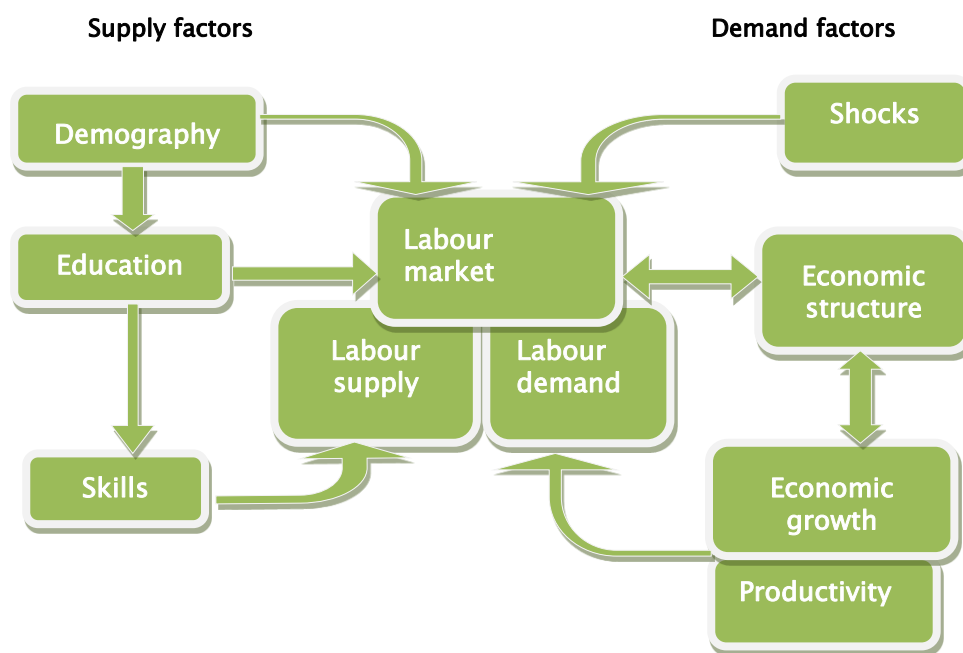 Supply factors
Demand factors
Demography
Shocks
Education
Labour
market
Economic
structure
Labour
supply
Labour
demand
Skills
Economic
growth
Productivity